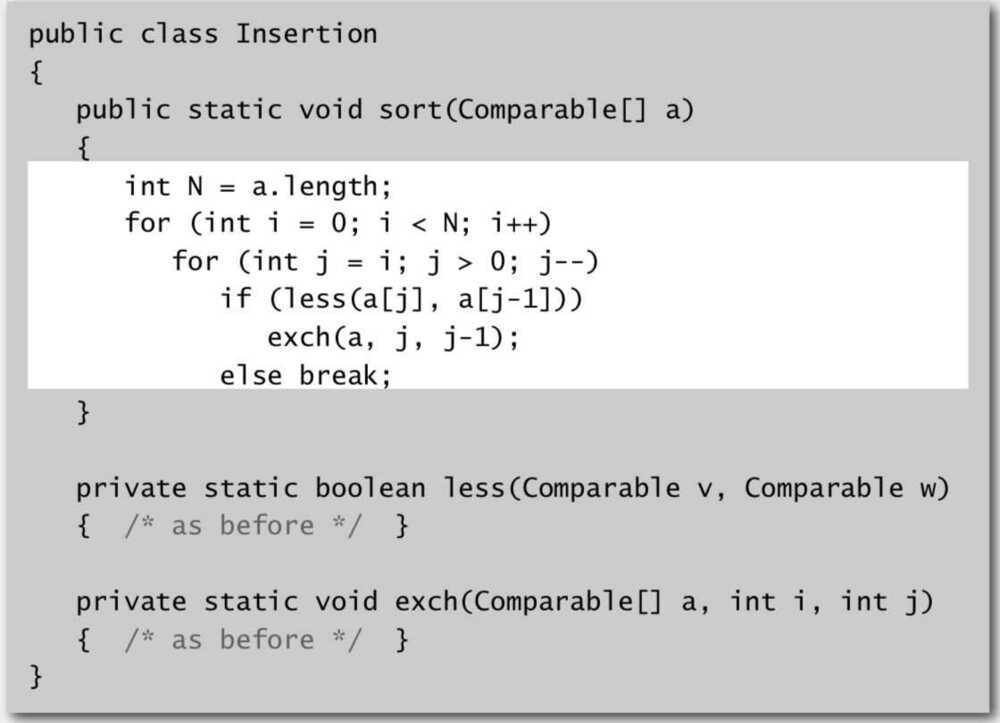 public class Insertion
{
public static void sort(Comparable[] a)
{
int N = a.length;
for (int i = 0; i < N; i++)
for (int j = i; j > 0; j--)
if (less(a[j], a[j-1]))
exch(a, j, j-1);
else break;
}
private static boolean less(Comparable v, Comparable w)
{ /* as before */ }
private static void exch(Comparable[] a, int i, int j)
{ /* as before */ }
}